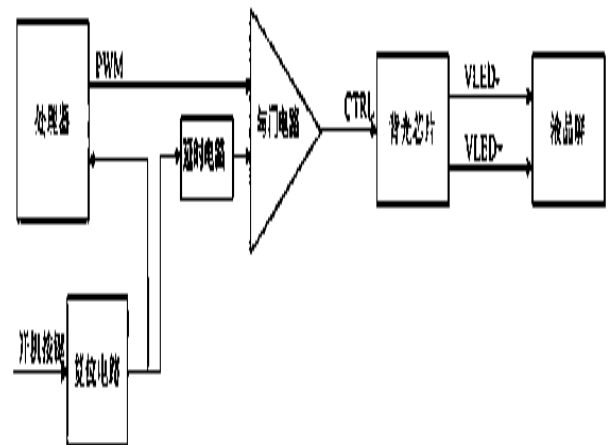 PWM
处理器
延时电路
与门电路
CTRL
背光芯片
VLED+
VLED-
液晶屏
开机按键
复位电路